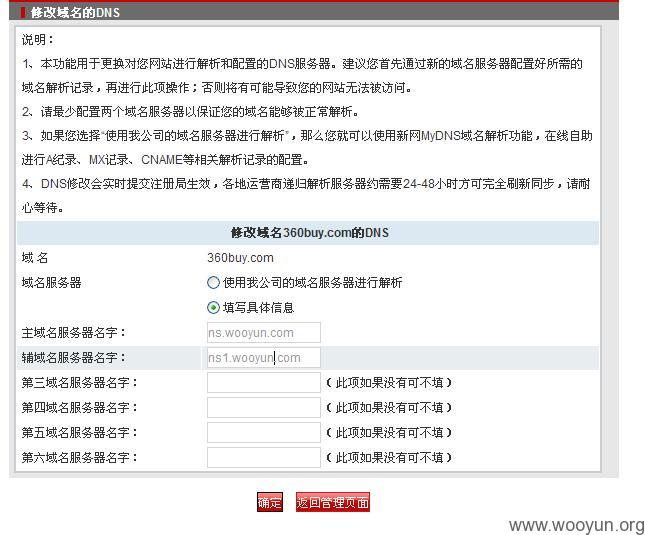 修改域名的DNS
说明：
1、本功能用于更换对您网站进行解析和配置的DNS服务器。建议您首先通过新的域名服务器配置好所需的
域名解析记录，再进行此项操作；否则将有可能导致您的网站无法被访问。
2、请最少配置两个域名服务器以保证您的域名能够被正常解析。
3、如果您选择“使用我公司的域名服务器进行解析”，那么您就可以使用新网MyDNS域名解析功能，在线自助
进行A纪录、MX记录、CNAME等相关解析记录的配置。
4、DNS修改会实时提交注册局生效，各地运营商递归解析服务器约需要24-48小时方可完全刷新同步，请耐
心等待。
修改域名360buy.com的DNS
域 名 360buy.com
域名服务器 使用我公司的域名服务器进行解析
填写具体信息
主域名服务器名字： ns.wooyun.com
辅域名服务器名字： ns1.wooyun.com
第三域名服务器名字： （此项如果没有可不填）
第四域名服务器名字： （此项如果没有可不填）
第五域名服务器名字： （此项如果没有可不填）
第六域名服务器名字： （此项如果没有可不填）
确定 返回管理页面
www.wooyun.org